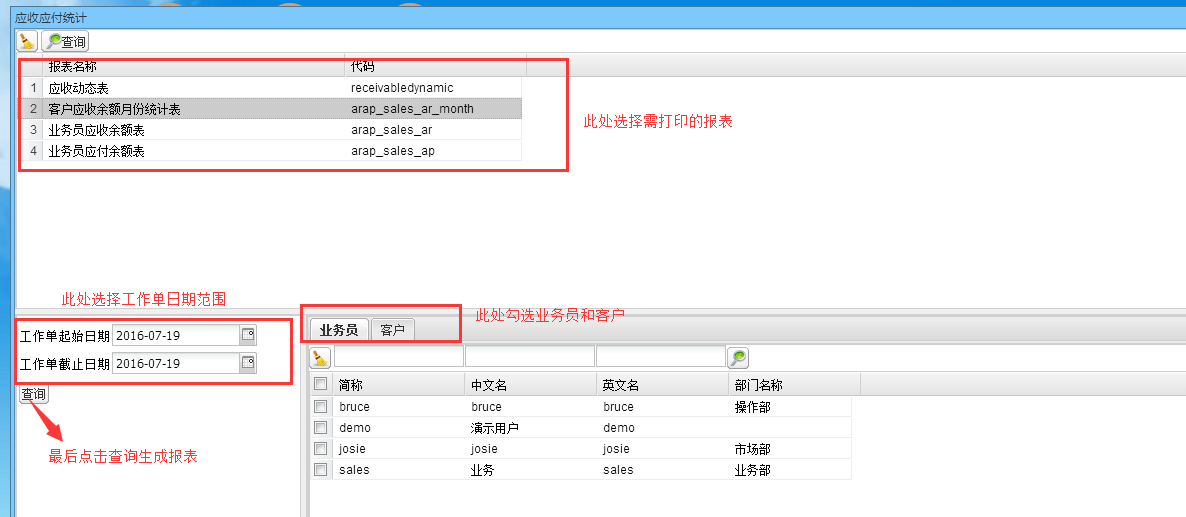 应收应付统计
查询
报表名称 代码
1 应收动态表 receivabledynamic
2 客户应收余额月份统计表 arap_sales_ar_month
3 业务员应收余额表 arap_sales_ar
4 业务员应付余额表 arap_sales_ap
此处选择需打印的报表
此处选择工作单日期范围
工作单起始日期 2016-07-19
工作单截止日期 2016-07-19
查询
最后点击查询生成报表
业务员 客户
此处勾选业务员和客户
简称 中文名 英文名 部门名称
bruce bruce bruce 操作部
demo 演示用户 demo
josie josie josie 市场部
sales 业务 sales 业务部